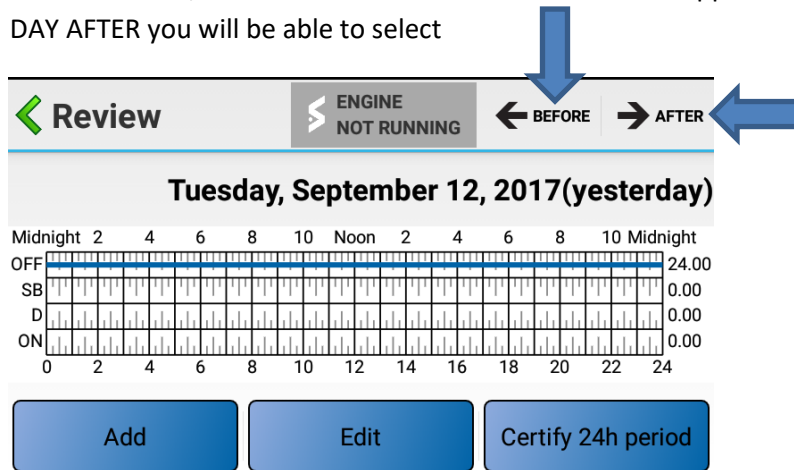 DAY AFTER you will be able to select
Review
ENGINE
NOT RUNNING
BEFORE
AFTER
Tuesday, September 12, 2017(yesterday)
Midnight 2 4 6 8 10 Noon 2 4 6 8 10 Midnight
OFF 24.00
SB 0.00
D 0.00
ON 0.00
0 2 4 6 8 10 12 14 16 18 20 22 24
Add Edit Certify 24h period